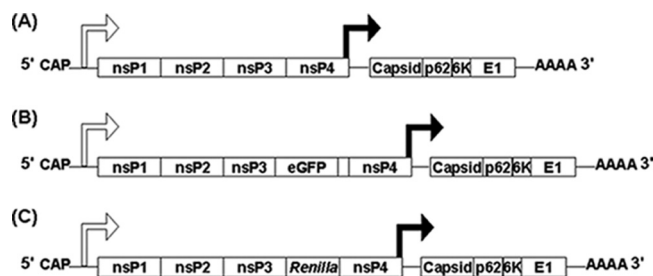 (A)
5' CAP nsP1 nsP2 nsP3 nsP4 Capsid p62 6K E1 AAAA 3'
(B)
5' CAP nsP1 nsP2 nsP3 eGFP nsP4 Capsid p62 6K E1 AAAA 3'
(C)
5' CAP nsP1 nsP2 nsP3 Renilla nsP4 Capsid p62 6K E1 AAAA 3'